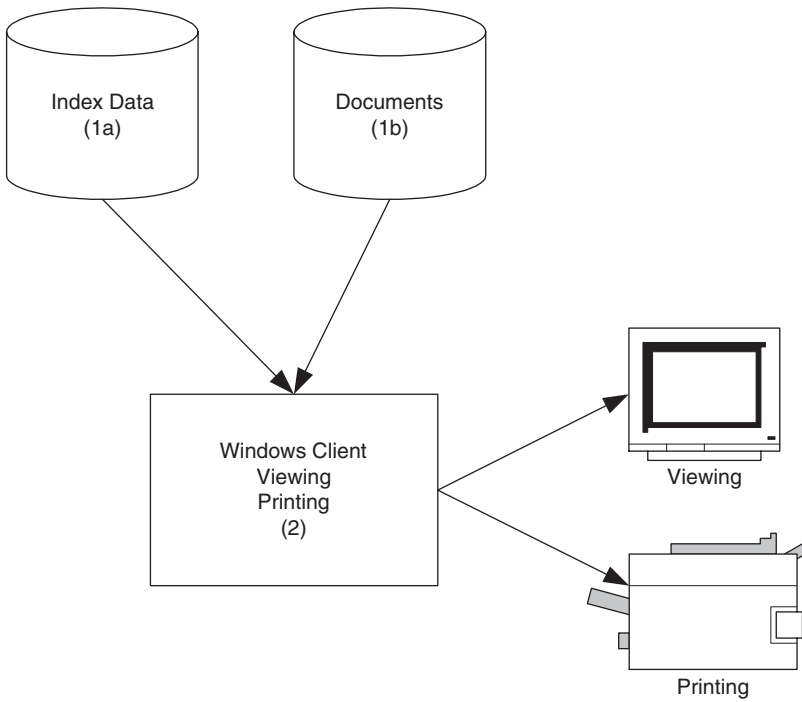 Index Data
(1a)
Documents
(1b)
Windows Client
Viewing
Printing
(2)
Viewing
Printing